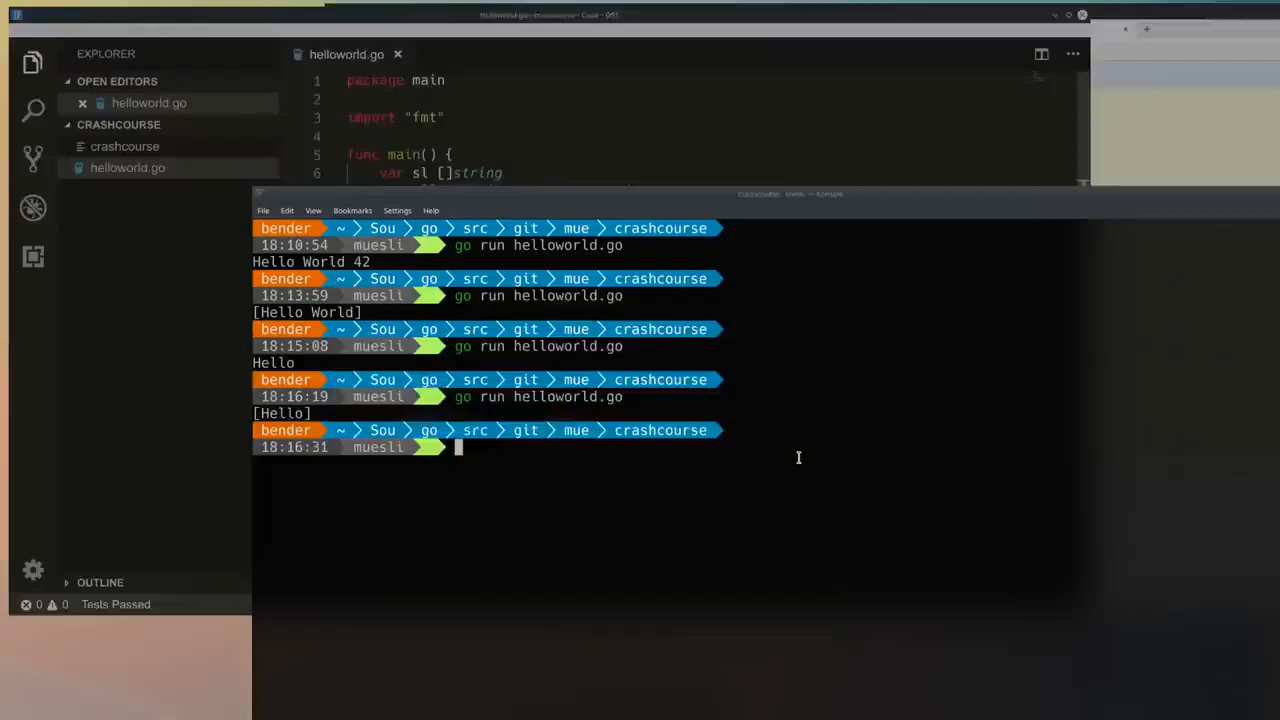 EXPLORER
OPEN EDITORS
helloworld.go
CRASHCOURSE
crashcourse
helloworld.go
OUTLINE
0 0 Tests Passed
helloworld.go
1 package main
2
3 import "fmt"
4
5 func main() {
6 var sl []string
File Edit View Bookmarks Settings Help
bender ~ Sou go src git mue crashcourse
18:10:54 muesli go run helloworld.go
Hello World 42
bender ~ Sou go src git mue crashcourse
18:13:59 muesli go run helloworld.go
[Hello World]
bender ~ Sou go src git mue crashcourse
18:15:08 muesli go run helloworld.go
Hello
bender ~ Sou go src git mue crashcourse
18:16:19 muesli go run helloworld.go
[Hello]
bender ~ Sou go src git mue crashcourse
18:16:31 muesli